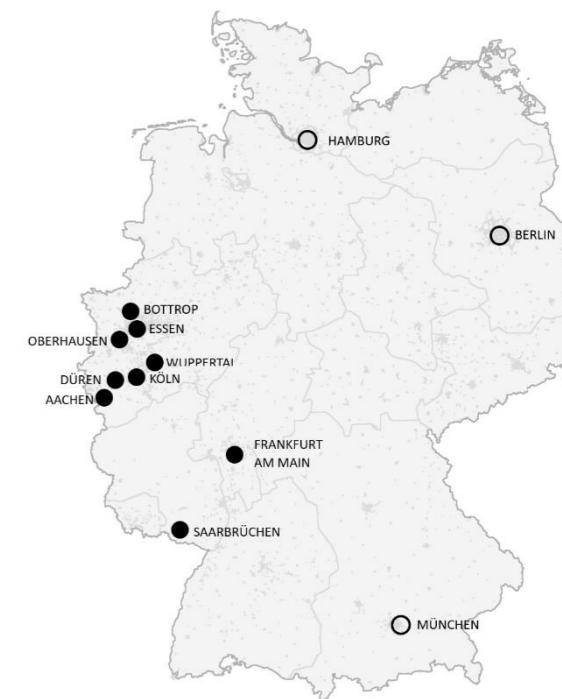 HAMBURG
BERLIN
BOTTROP
ESSEN
OBERHAUSEN
WUPPERTAL
DÜREN
KÖLN
AACHEN
FRANKFURT
AM MAIN
SAARBRÜCHEN
MÜNCHEN